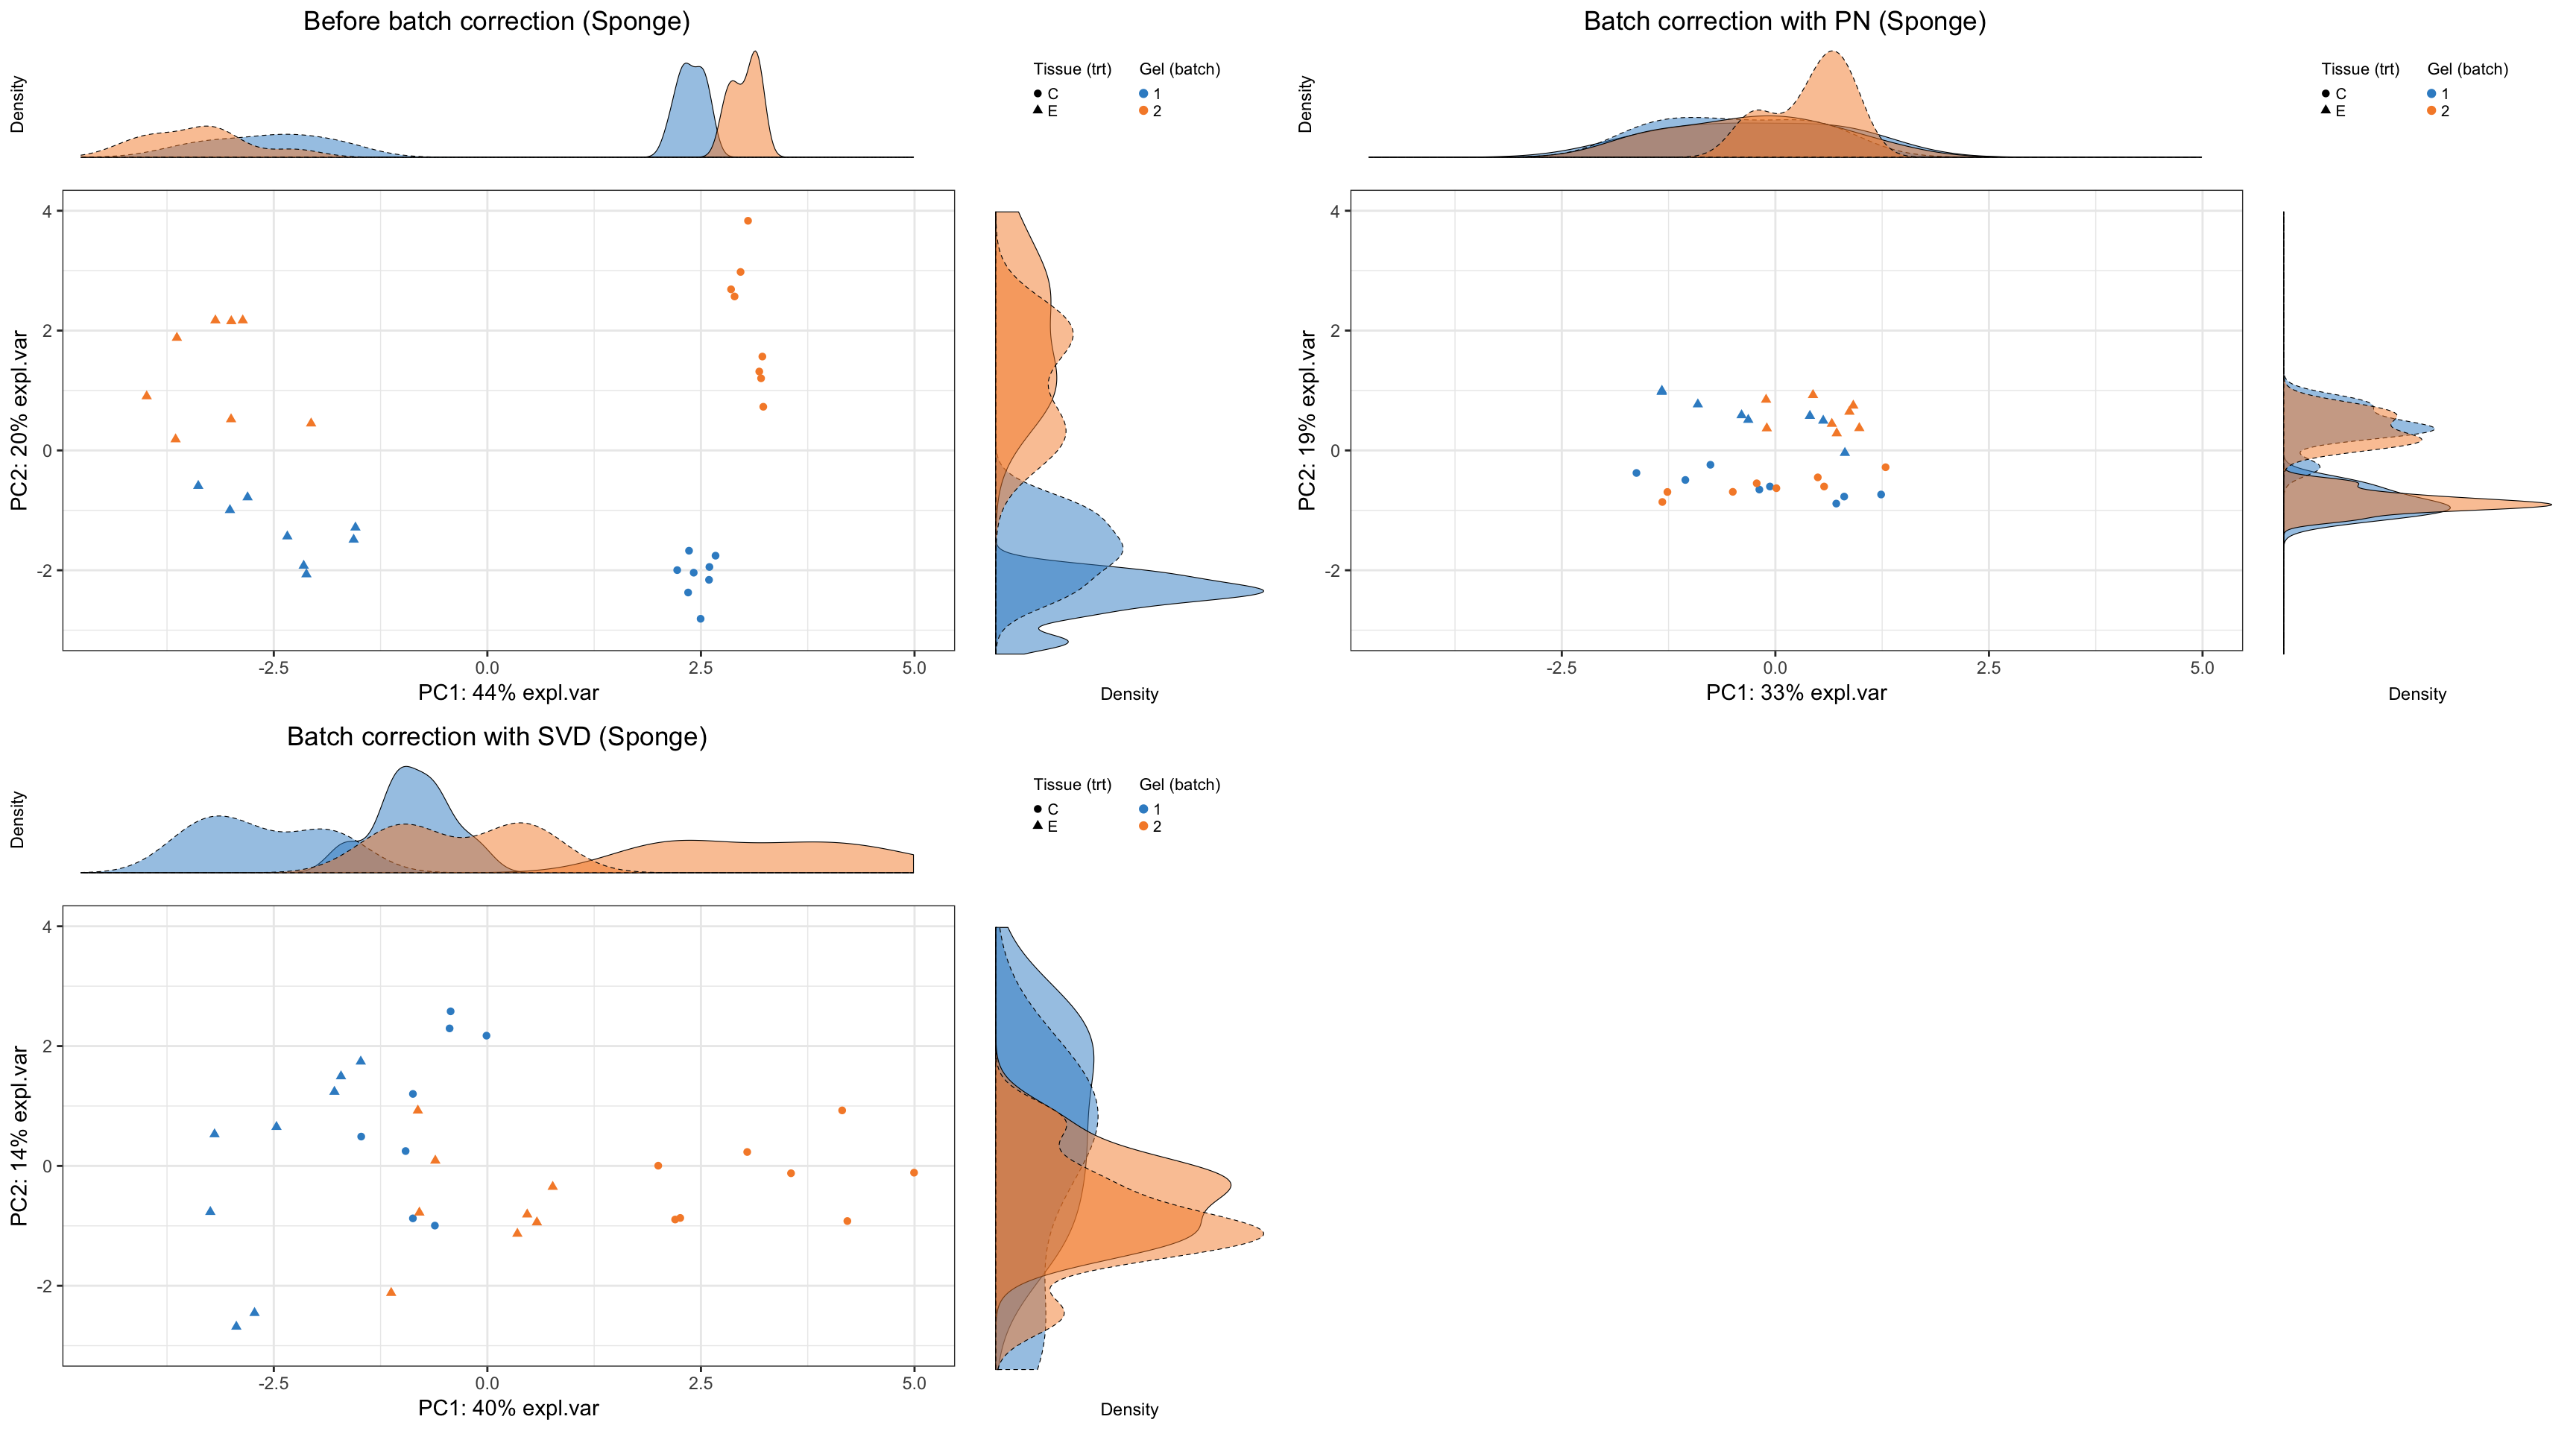 Before batch correction (Sponge)
Density
Tissue (trt) Gel (batch)
C 1
E 2
4
2
0
-2
PC2: 20% expl.var
-2.5 0.0 2.5 5.0
PC1: 44% expl.var
Density
Batch correction with PN (Sponge)
Density
Tissue (trt) Gel (batch)
C 1
E 2
4
2
0
-2
PC2: 19% expl.var
-2.5 0.0 2.5 5.0
PC1: 33% expl.var
Density
Batch correction with SVD (Sponge)
Density
Tissue (trt) Gel (batch)
C 1
E 2
4
2
0
-2
PC2: 14% expl.var
-2.5 0.0 2.5 5.0
PC1: 40% expl.var
Density